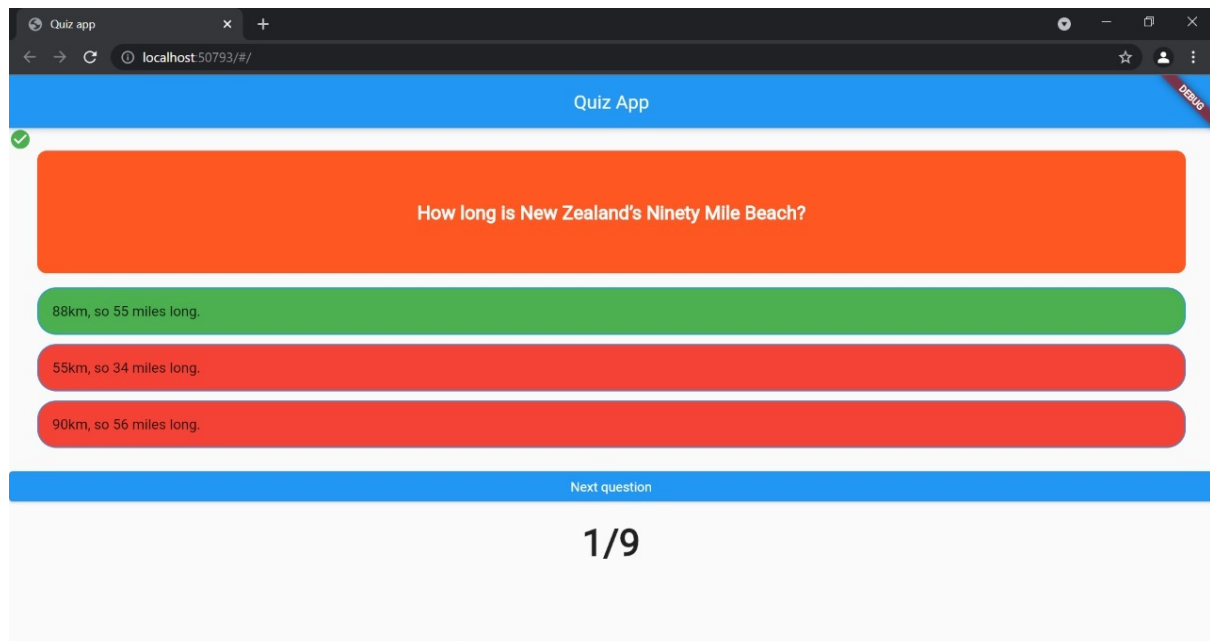 Quiz app
localhost:50793/#/
Quiz App
DEBUG
How long is New Zealand’s Ninety Mile Beach?
88km, so 55 miles long.
55km, so 34 miles long.
90km, so 56 miles long.
Next question
1/9